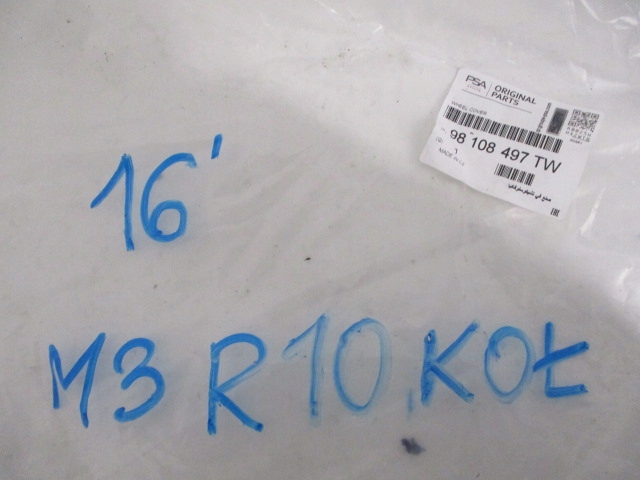 PSA
ORIGINAL
PARTS
WHEEL COVER
98 108 497 TW
MADE IN
16'
M3 R10 KOŁ